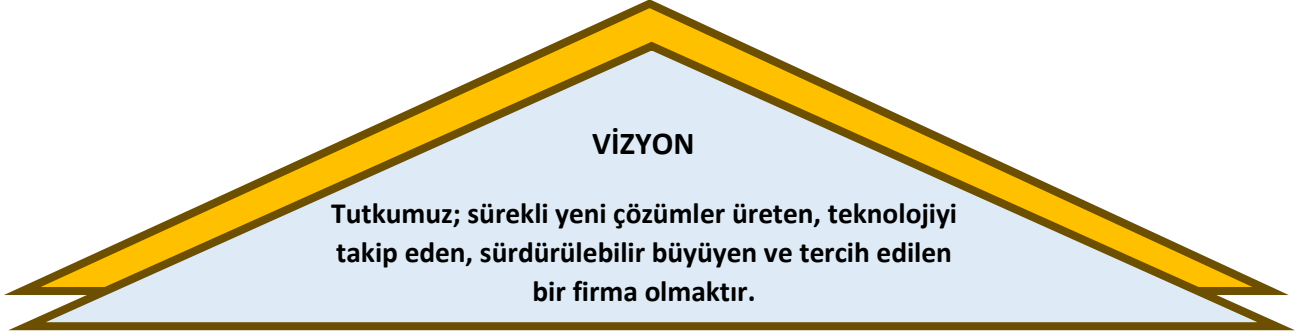 VİZYON
Tutkumuz; sürekli yeni çözümler üreten, teknolojiyi
takip eden, sürdürülebilir büyüyen ve tercih edilen
bir firma olmaktır.